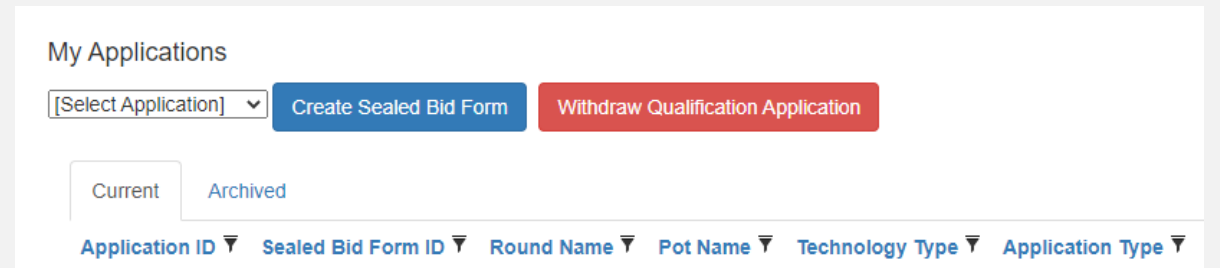 My Applications
[Select Application] Create Sealed Bid Form Withdraw Qualification Application
Current Archived
Application ID Sealed Bid Form ID Round Name Pot Name Technology Type Application Type